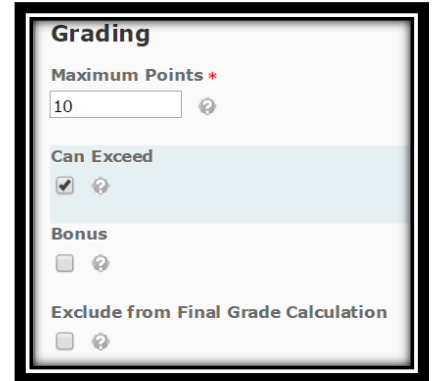 Grading
Maximum Points *
10
Can Exceed
Bonus
Exclude from Final Grade Calculation